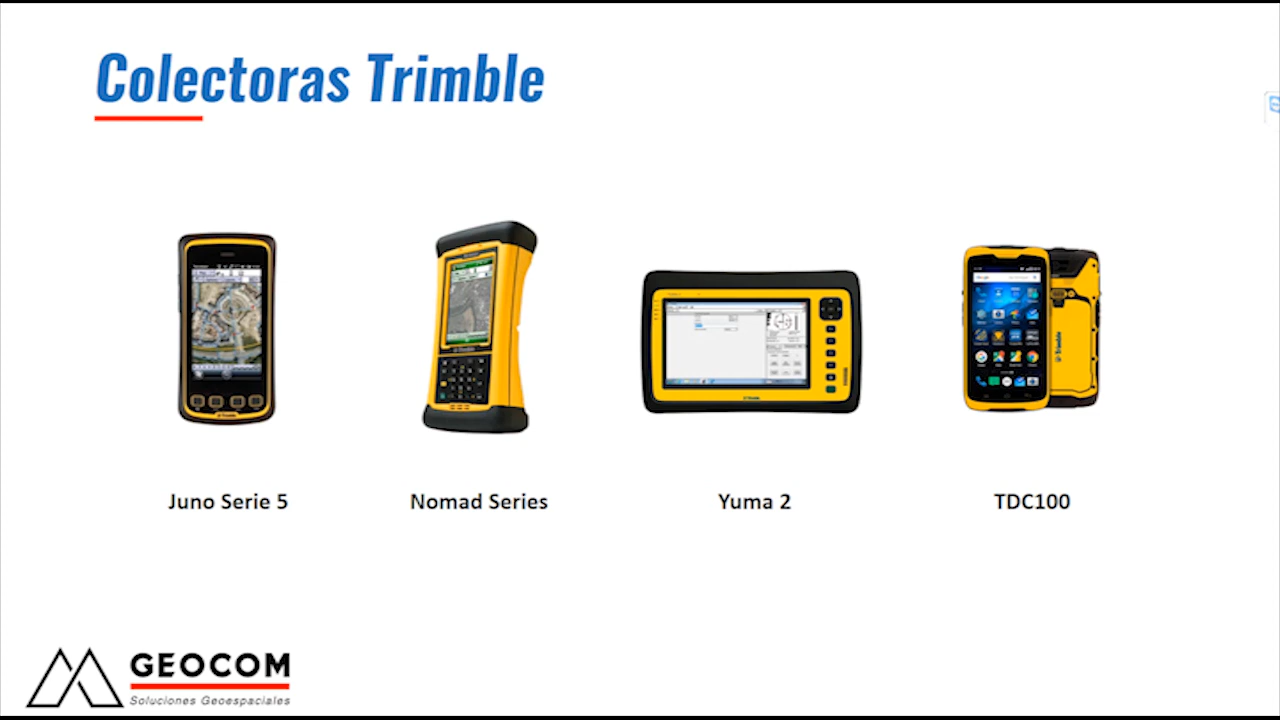 Colectoras Trimble
Juno Serie 5
Nomad Series
Yuma 2
TDC100
GEOCOM
Soluciones Geoespaciales